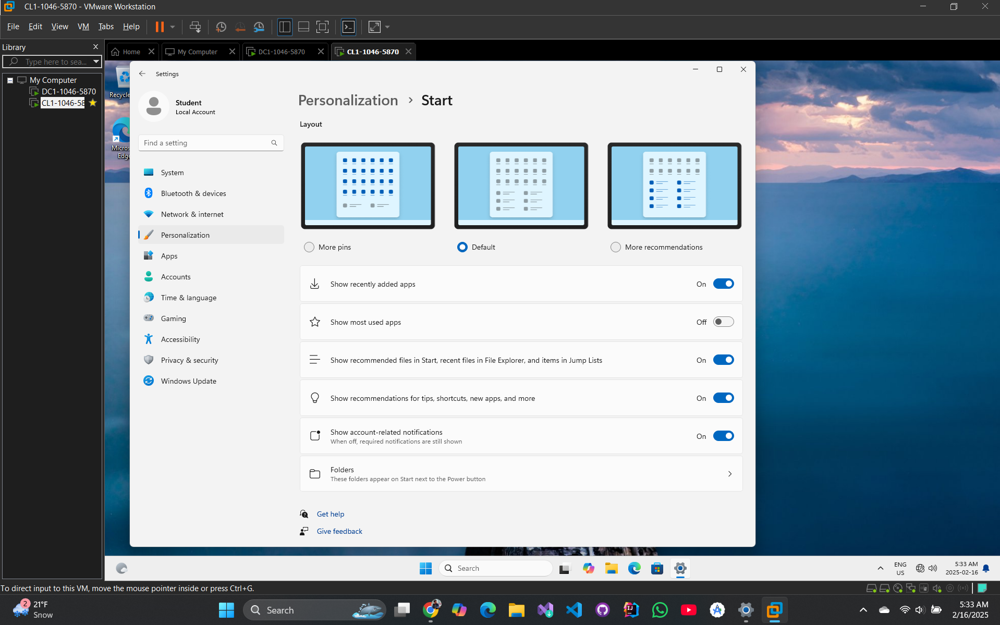 CL1-1046-5870 - VMware Workstation
File Edit View VM Tabs Help
Library
Type here to sea...
Home
My Computer
DC1-1046-5870
CL1-1046-5870
My Computer
DC1-1046-5870
CL1-1046-58
Recycle
Micros
Edge
Settings
Student
Local Account
Find a setting
System
Bluetooth & devices
Network & internet
Personalization
Apps
Accounts
Time & language
Gaming
Accessibility
Privacy & security
Windows Update
Personalization > Start
Layout
More pins
Default
More recommendations
Show recently added apps On
Show most used apps Off
Show recommended files in Start, recent files in File Explorer, and items in Jump Lists On
Show recommendations for tips, shortcuts, new apps, and more On
Show account-related notifications On
When off, required notifications are still shown
Folders
These folders appear on Start next to the Power button
Get help
Give feedback
Search
ENG
US
5:33 AM
2025-02-16
To direct input to this VM, move the mouse pointer inside or press Ctrl+G.
2
21°F
Snow
Search
5:33 AM
2/16/2025